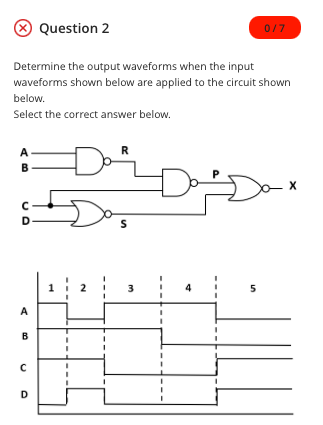 Question 2
0 / 7
Determine the output waveforms when the input
waveforms shown below are applied to the circuit shown
below.
Select the correct answer below.
A
B
R
P
X
C
D
S
1 2 3 4 5
A
B
C
D